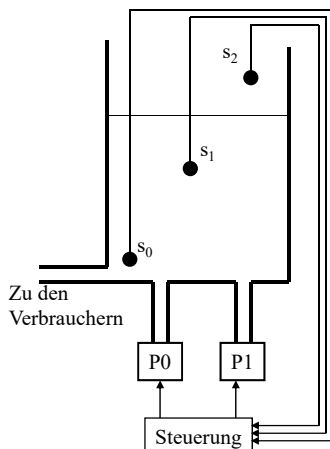 s2
s1
s0
Zu den
Verbrauchern
P0 P1
Steuerung